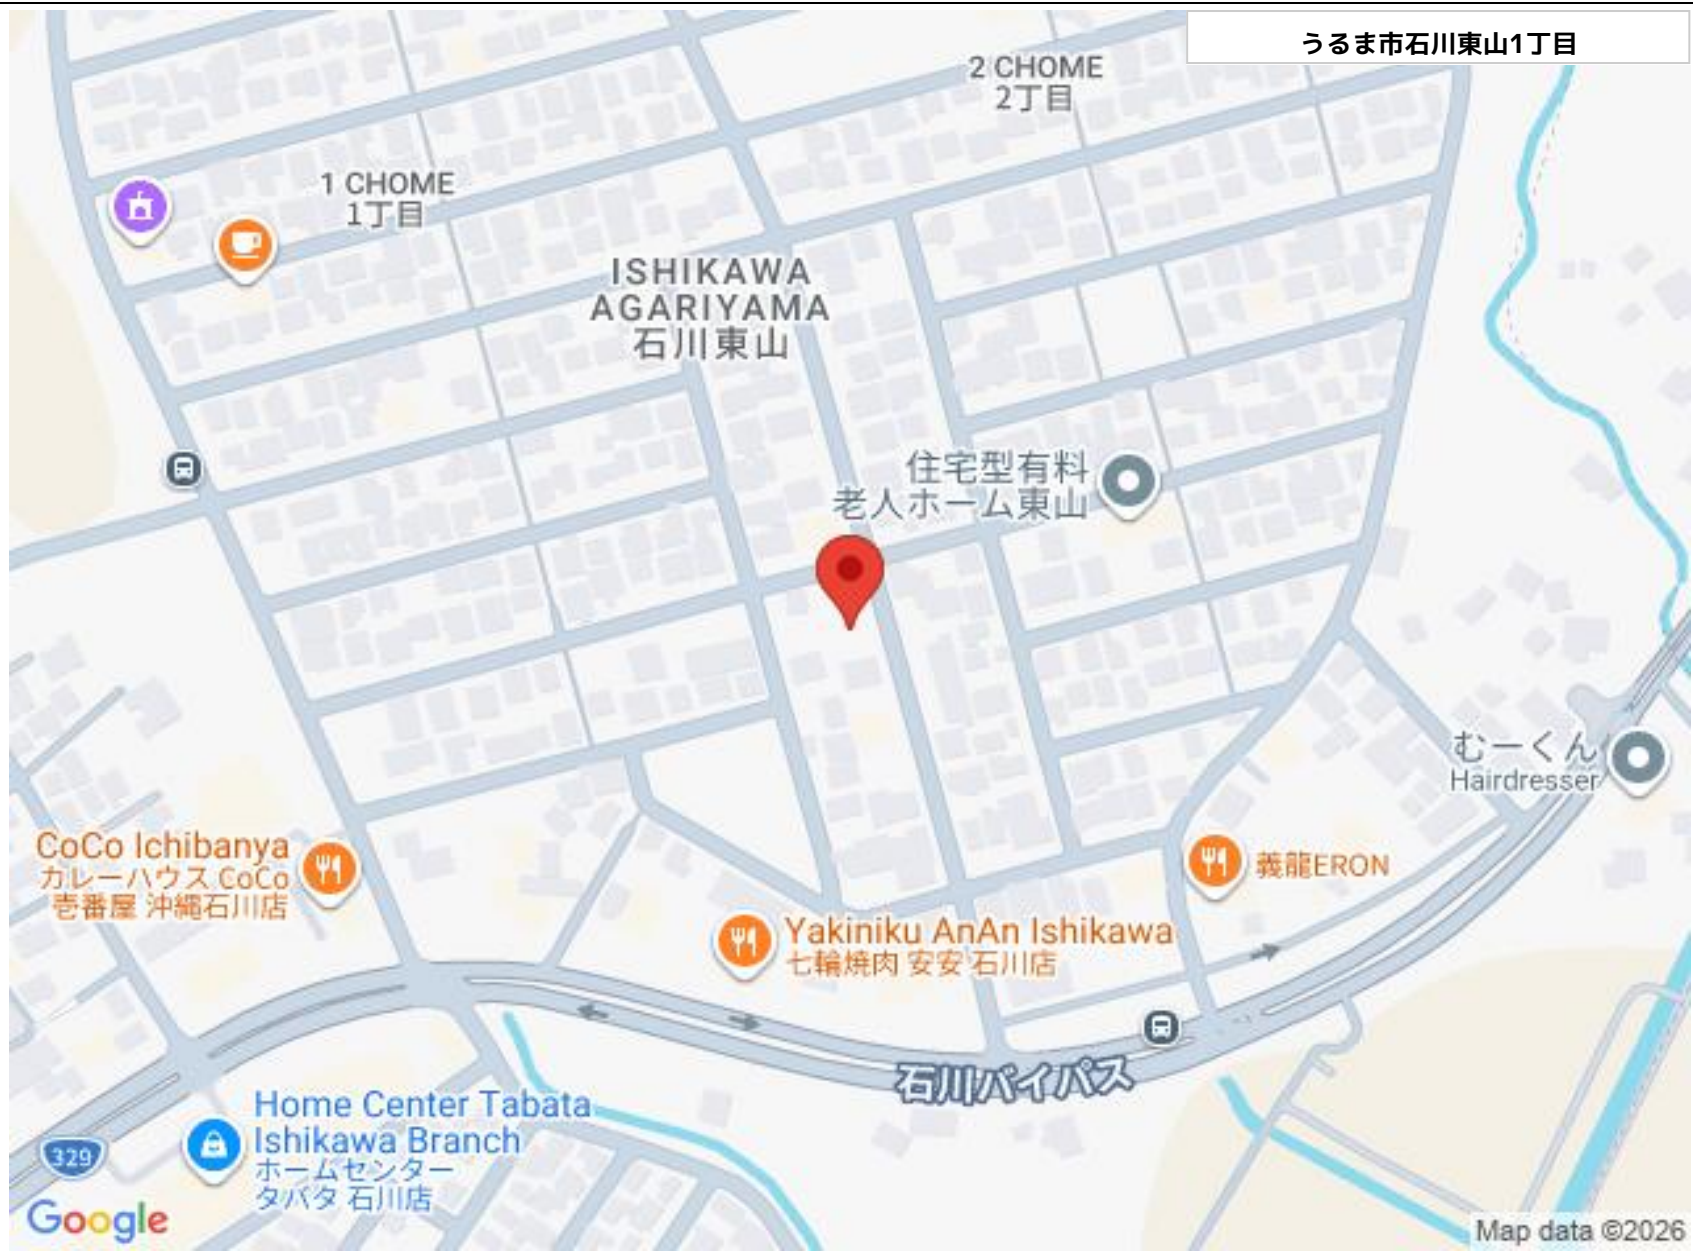 うるま市石川東山1丁目
2 CHOME
2丁目
1 CHOME
1丁目
ISHIKAWA
AGARIYAMA
石川東山
住宅型有料
老人ホーム東山
むーくん
Hairdresser
CoCo Ichibanya
カレーハウス CoCo
壱番屋 沖縄石川店
義龍ERON
Yakiniku AnAn Ishikawa
七輪焼肉 安安 石川店
石川バイパス
Home Center Tabata
Ishikawa Branch
ホームセンター
タバタ 石川店
329
Google
Map data ©2026